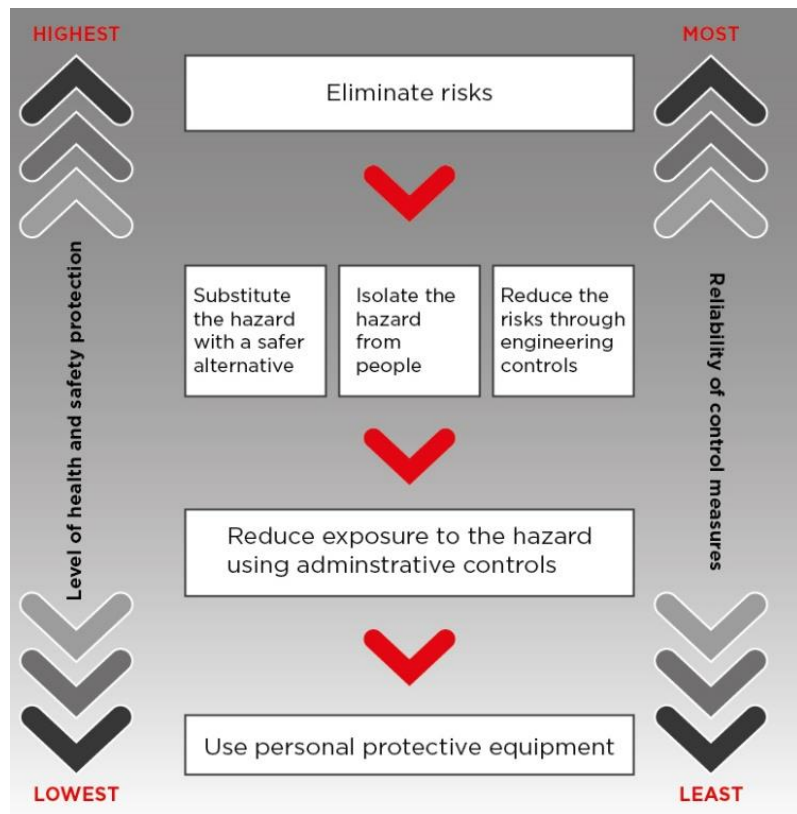 HIGHEST
MOST
Eliminate risks
Substitute
the hazard
with a safer
alternative
Isolate the
hazard
from
people
Reduce the
risks through
engineering
controls
Level of health and safety protection
Reliability of control measures
Reduce exposure to the hazard
using adminstrative controls
Use personal protective equipment
LOWEST
LEAST